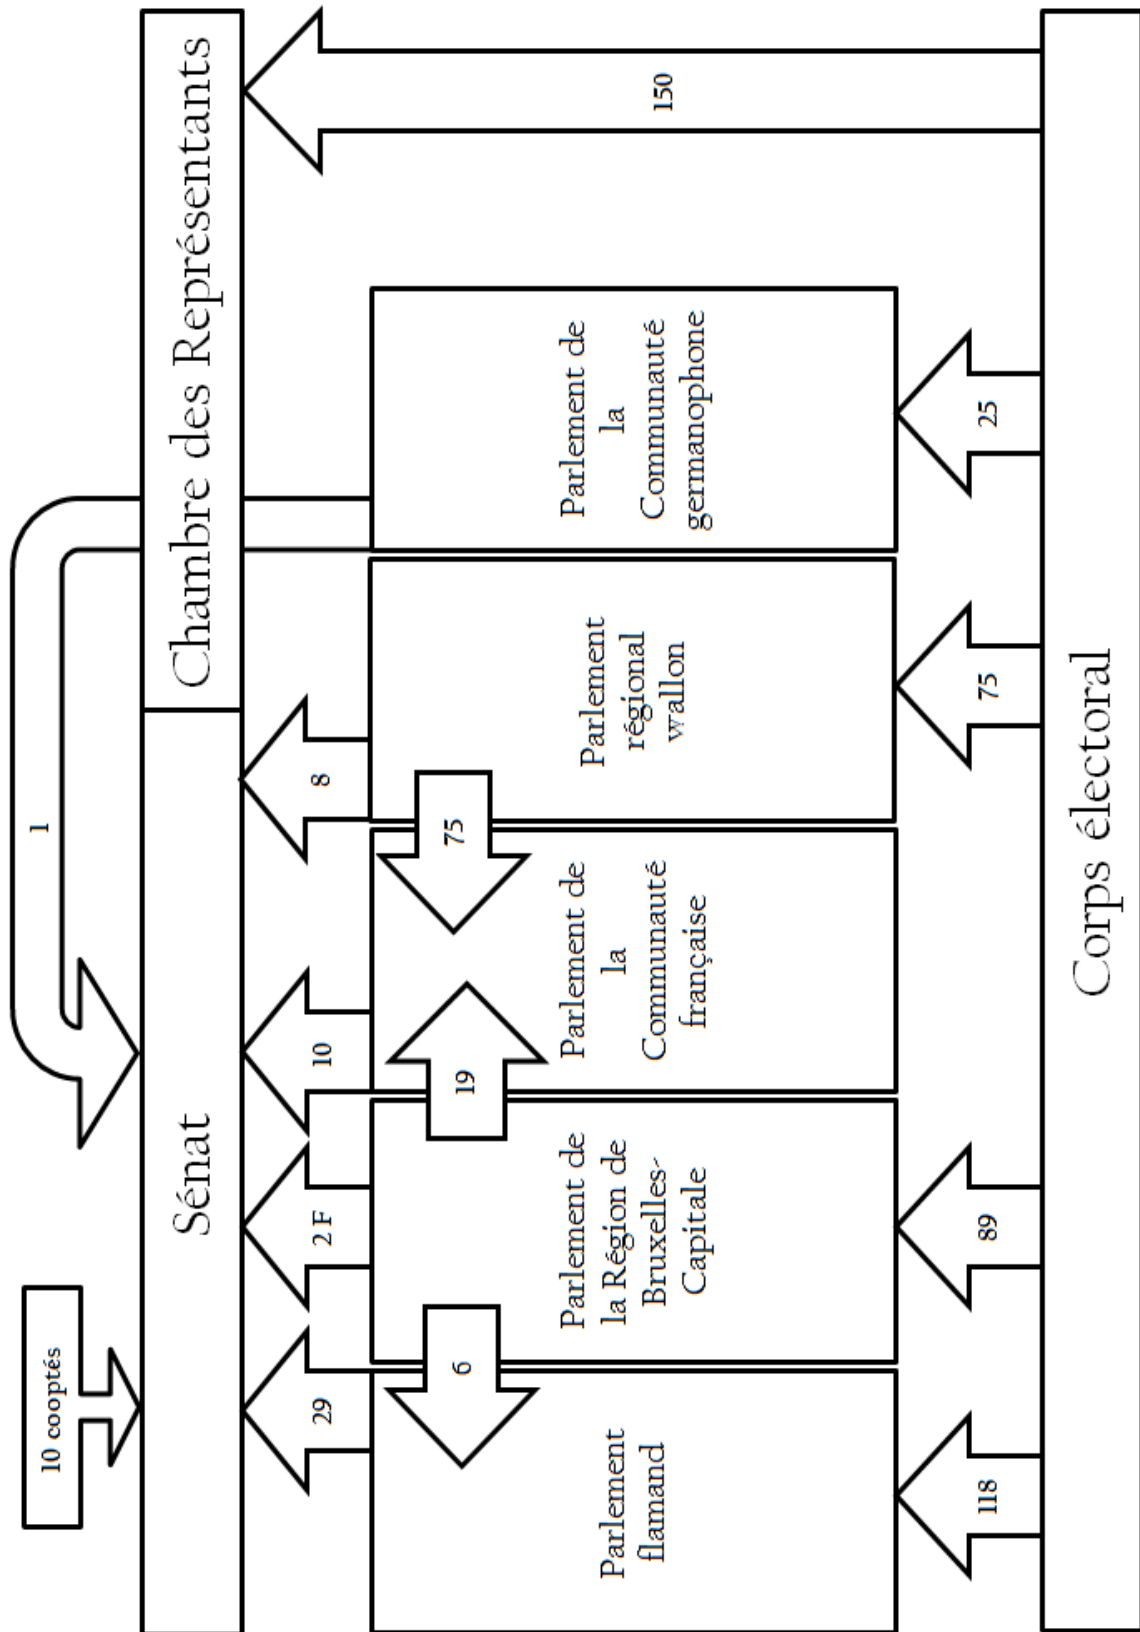 10 cooptés
1
Sénat
Chambre des Représentants
29
2 F
10
8
150
6
19
75
Parlement
flamand
Parlement de
la Région de
Bruxelles-
Capitale
Parlement de
la
Communauté
française
Parlement
régional
wallon
Parlement de
la
Communauté
germanophone
118
89
75
25
Corps électoral